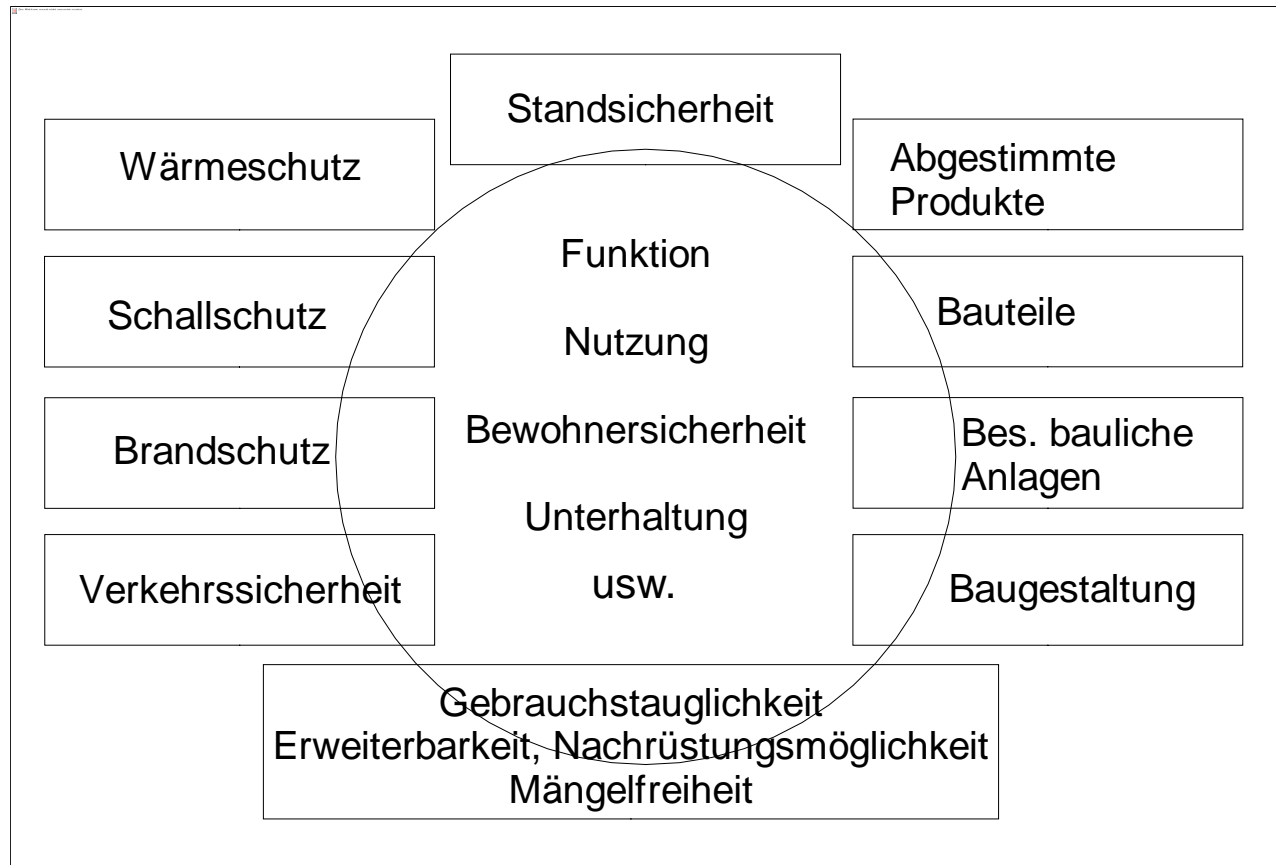 Standsicherheit
Wärmeschutz
Abgestimmte
Produkte
Funktion
Schallschutz
Bauteile
Nutzung
Brandschutz
Bewohnersicherheit
Bes. bauliche
Anlagen
Unterhaltung
Verkehrssicherheit
usw.
Baugestaltung
Gebrauchstauglichkeit
Erweiterbarkeit, Nachrüstungsmöglichkeit
Mängelfreiheit